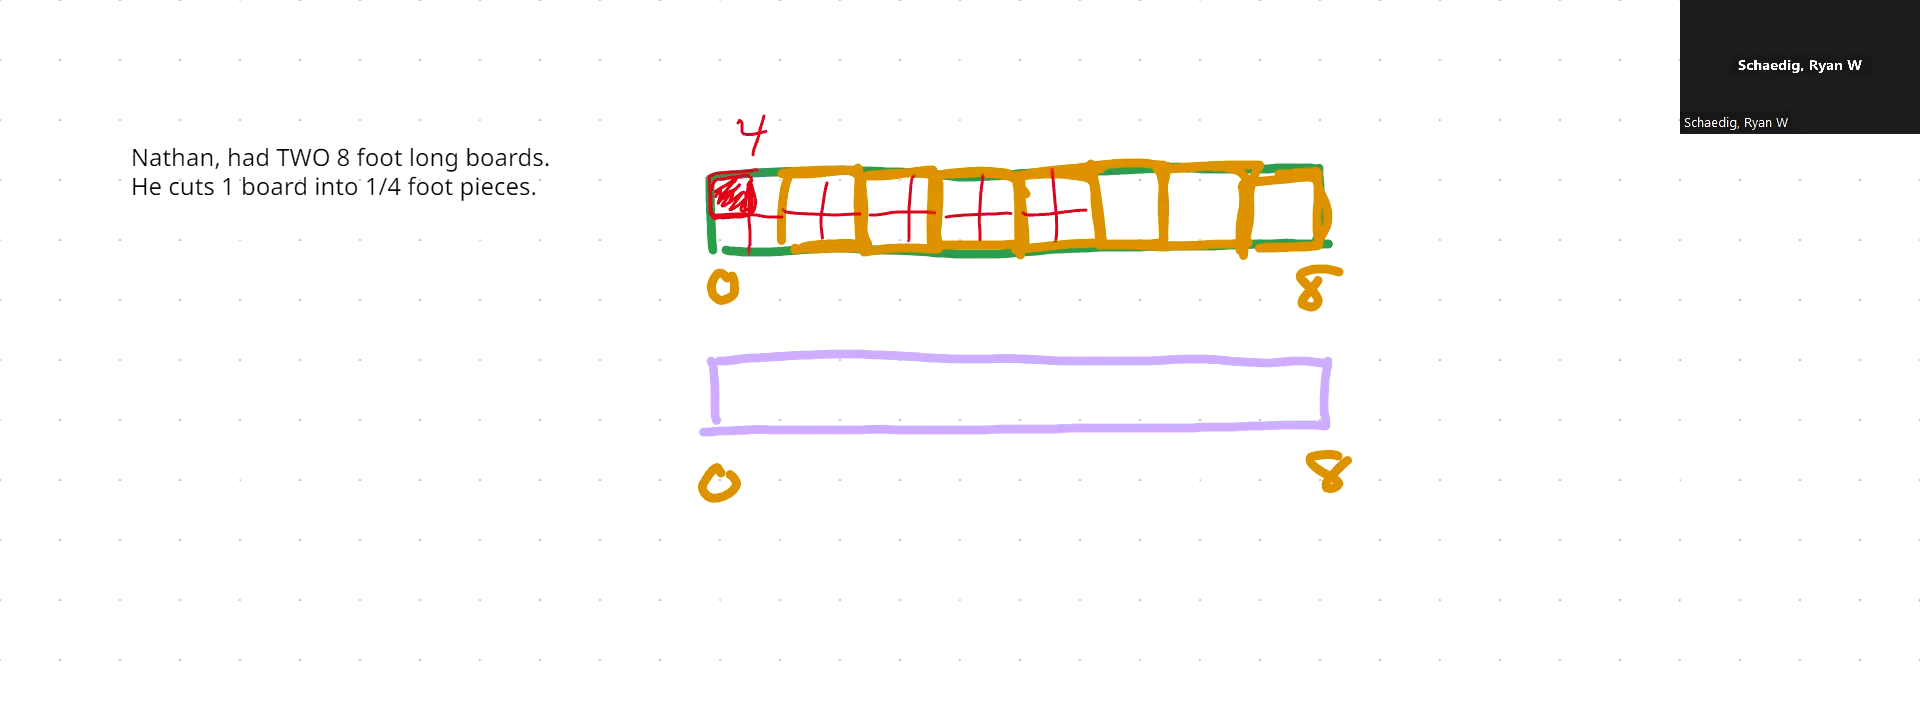 Schaedig, Ryan W
Schaedig, Ryan W
4
Nathan, had TWO 8 foot long boards.
He cuts 1 board into 1/4 foot pieces.
0 8
0 8